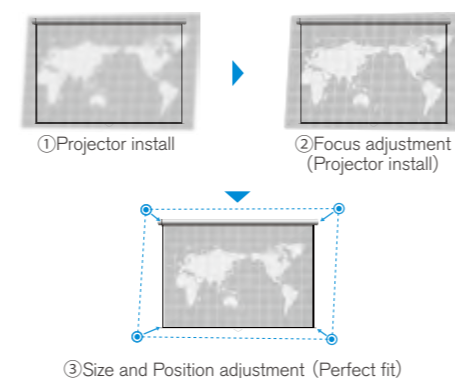 ①Projector install
②Focus adjustment
（Projector install）
③Size and Position adjustment（Perfect fit）